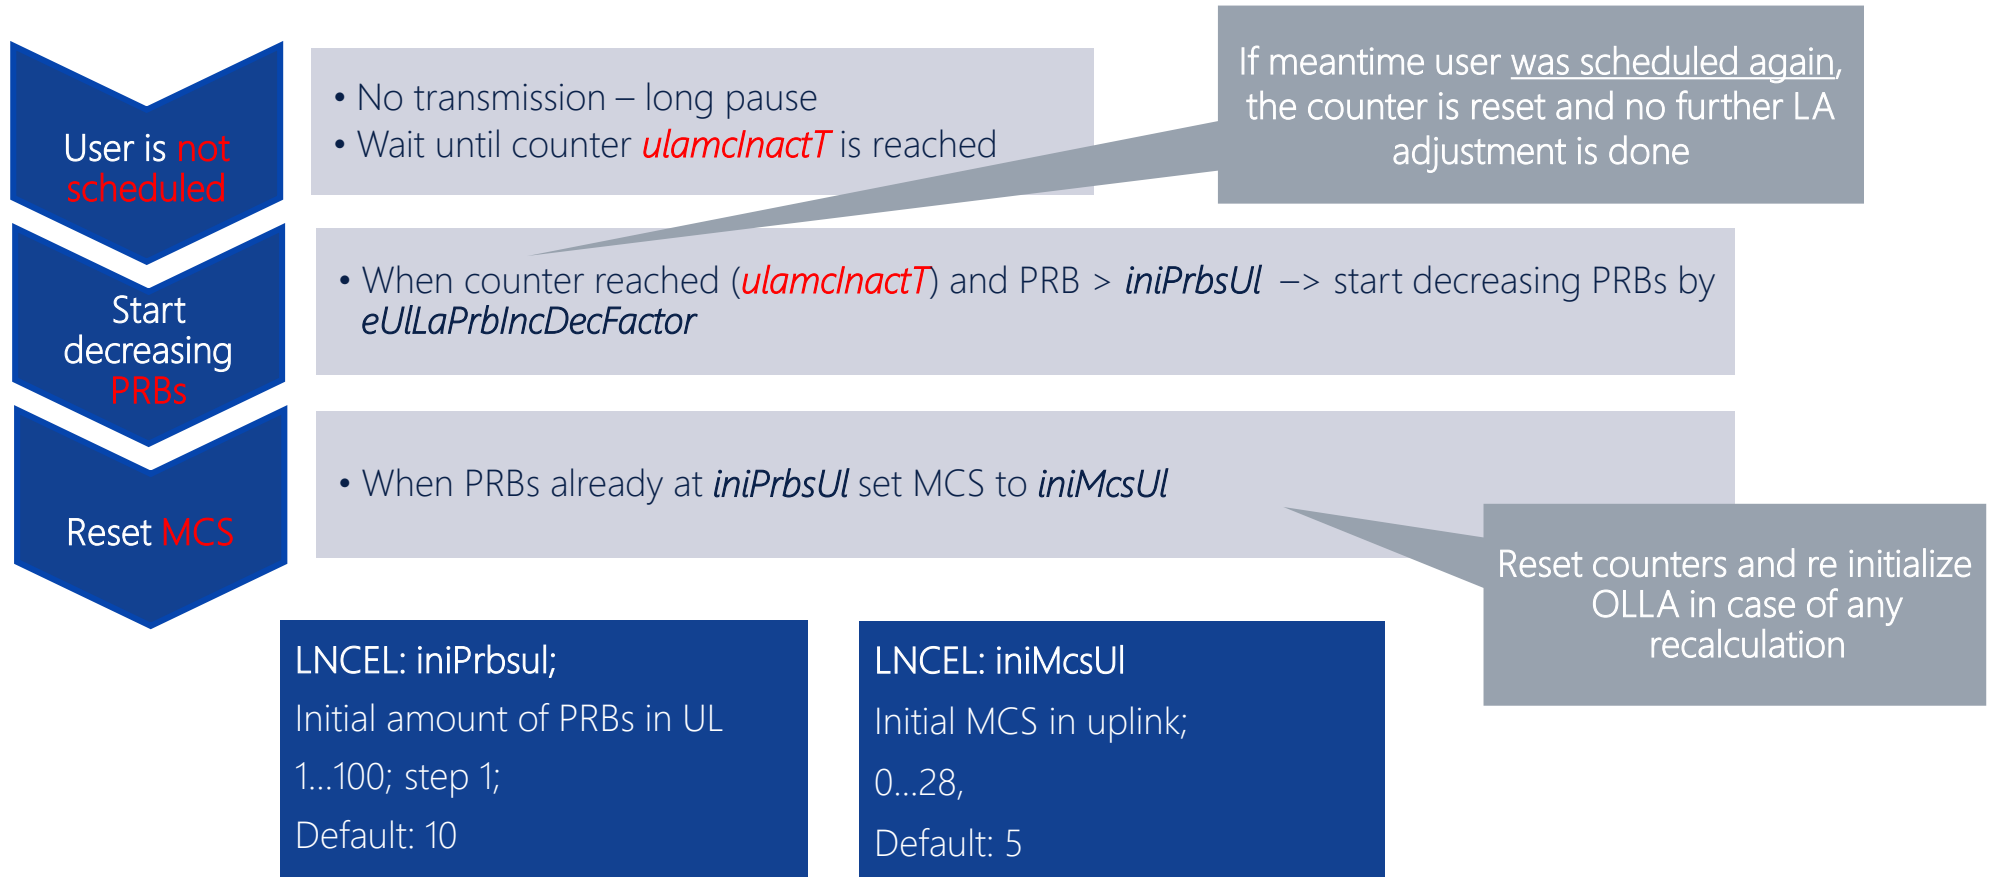 User is not
scheduled
• No transmission – long pause
• Wait until counter ulamcInactT is reached
If meantime user was scheduled again,
the counter is reset and no further LA
adjustment is done
Start
decreasing
PRBs
• When counter reached (ulamcInactT) and PRB > iniPrbsUl –> start decreasing PRBs by
eUlLaPrbIncDecFactor
Reset MCS
• When PRBs already at iniPrbsUl set MCS to iniMcsUl
Reset counters and re initialize
OLLA in case of any
recalculation
LNCEL: iniPrbsul;
Initial amount of PRBs in UL
1...100; step 1;
Default: 10
LNCEL: iniMcsUl
Initial MCS in uplink;
0...28,
Default: 5